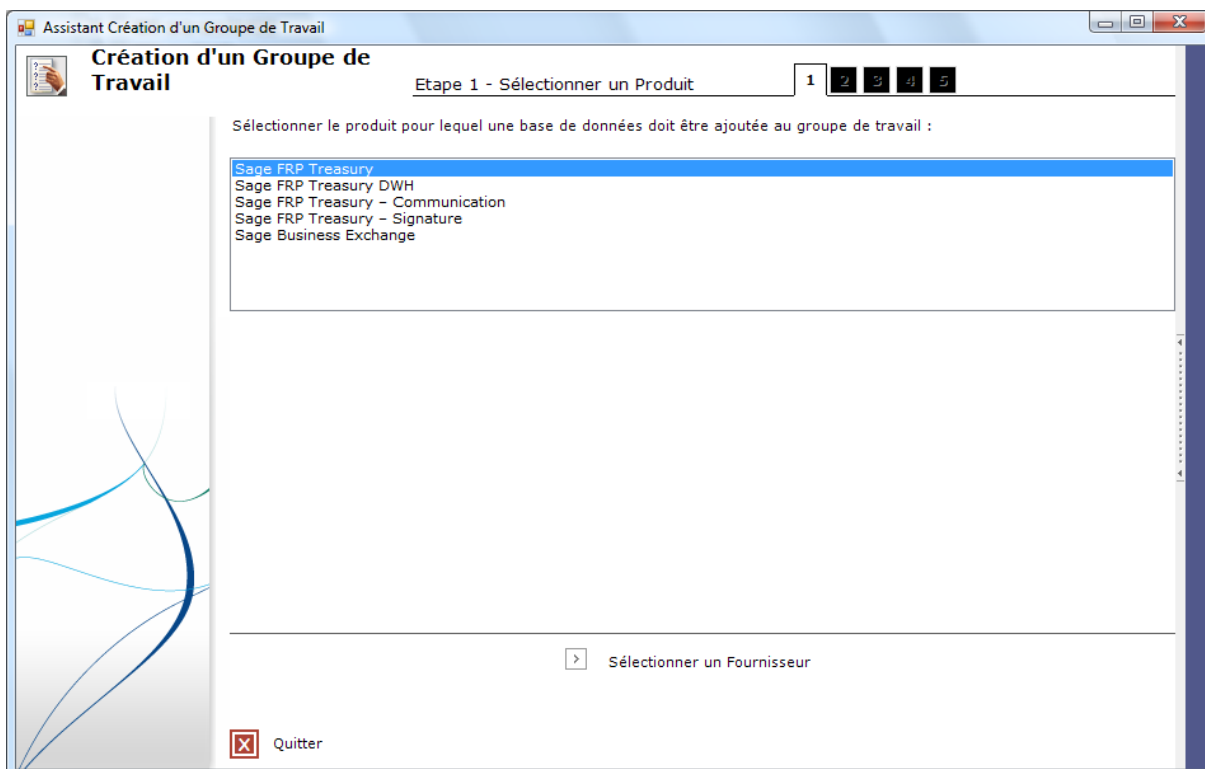 Assistant Création d'un Groupe de Travail
Création d'un Groupe de
Travail
Etape 1 - Sélectionner un Produit
1 2 3 4 5
Sélectionner le produit pour lequel une base de données doit être ajoutée au groupe de travail :
Sage FRP Treasury
Sage FRP Treasury DWH
Sage FRP Treasury – Communication
Sage FRP Treasury – Signature
Sage Business Exchange
Sélectionner un Fournisseur
Quitter